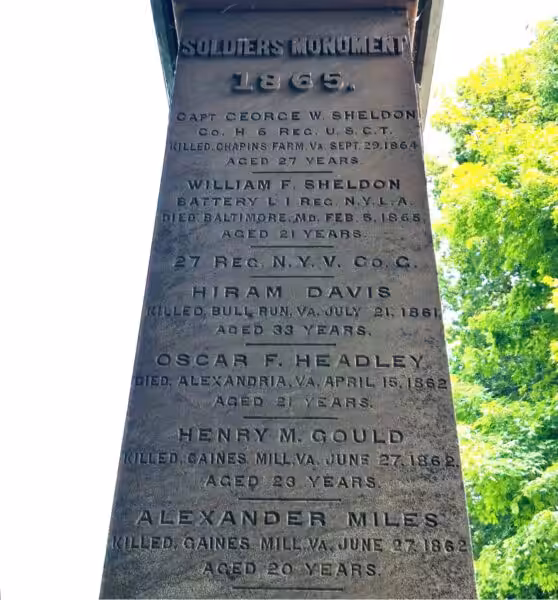 SOLDIERS MONUMENT
1865.
CAPT GEORGE W. SHELDON
Co. H 6 REG. U.S.C.T.
KILLED, CHAPINS FARM, VA. SEPT. 29, 1864
AGED 27 YEARS.
WILLIAM F. SHELDON
BATTERY L 1 REG. N.Y.L.A.
DIED, BALTIMORE, MD. FEB. 5, 1865.
AGED 21 YEARS.
27 REG. N.Y.V. Co. G.
HIRAM DAVIS
KILLED, BULL RUN, VA. JULY 21, 1861.
AGED 33 YEARS.
OSCAR F. HEADLEY
DIED, ALEXANDRIA, VA. APRIL 15, 1862
AGED 21 YEARS.
HENRY M. GOULD
KILLED, GAINES MILL, VA. JUNE 27, 1862.
AGED 23 YEARS.
ALEXANDER MILES
KILLED, GAINES MILL, VA. JUNE 27, 1862
AGED 20 YEARS.